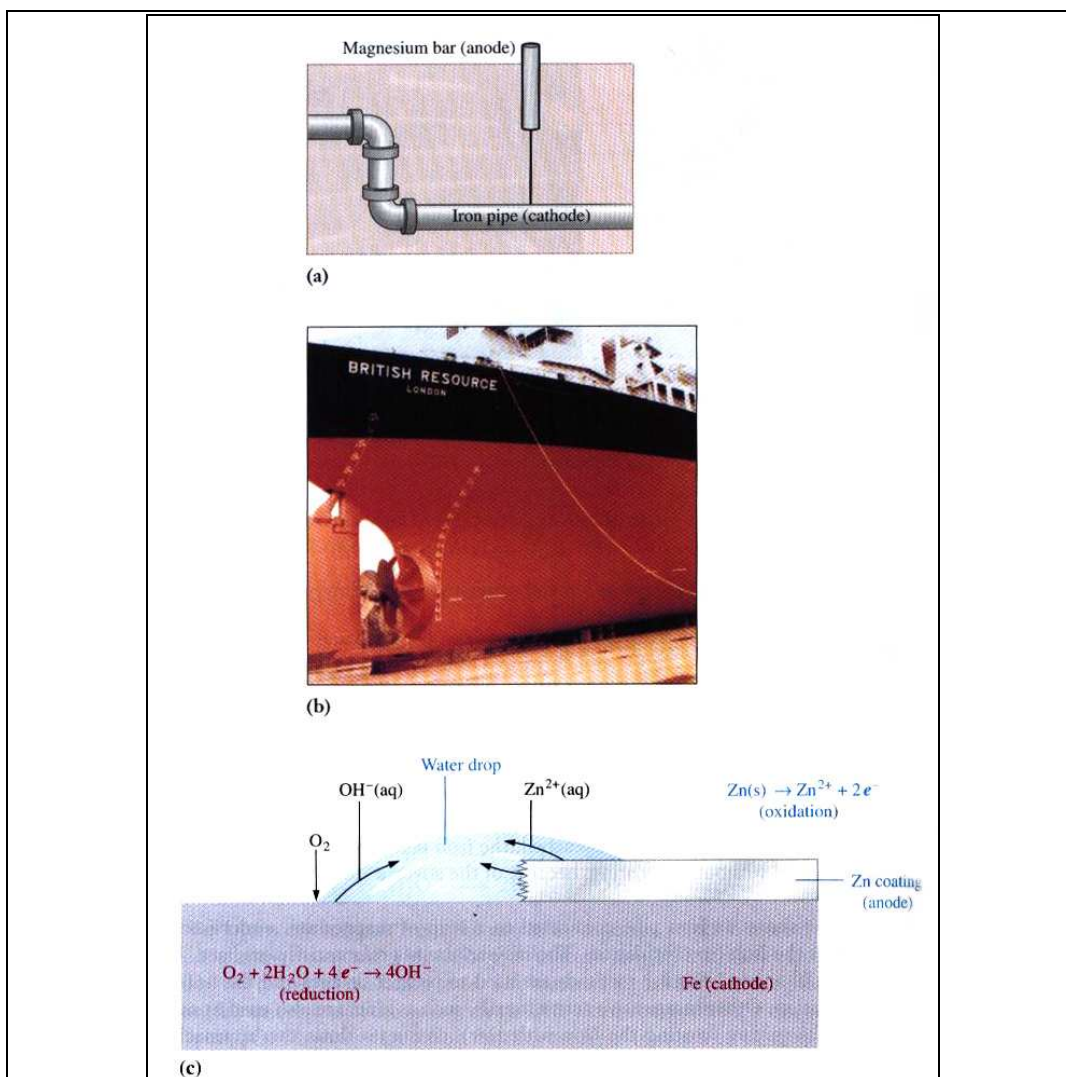 Magnesium bar (anode)
Iron pipe (cathode)
(a)
BRITISH RESOURCE
LONDON
(b)
Water drop
OH⁻(aq)
Zn²⁺(aq)
Zn(s) → Zn²⁺ + 2e⁻
(oxidation)
O₂
Zn coating
(anode)
O₂ + 2H₂O + 4e⁻ → 4OH⁻
(reduction)
Fe (cathode)
(c)